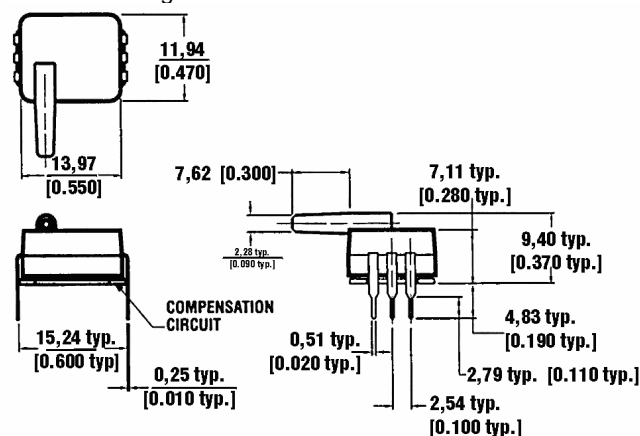 11,94
[0.470]
13,97
[0.550]
7,62 [0.300]
7,11 typ.
[0.280 typ.]
2,28 typ.
[0.090 typ.]
9,40 typ.
[0.370 typ.]
COMPENSATION
CIRCUIT
15,24 typ.
[0.600 typ]
0,25 typ.
[0.010 typ.]
0,51 typ.
[0.020 typ.]
4,83 typ.
[0.190 typ.]
2,79 typ. [0.110 typ.]
2,54 typ.
[0.100 typ.]